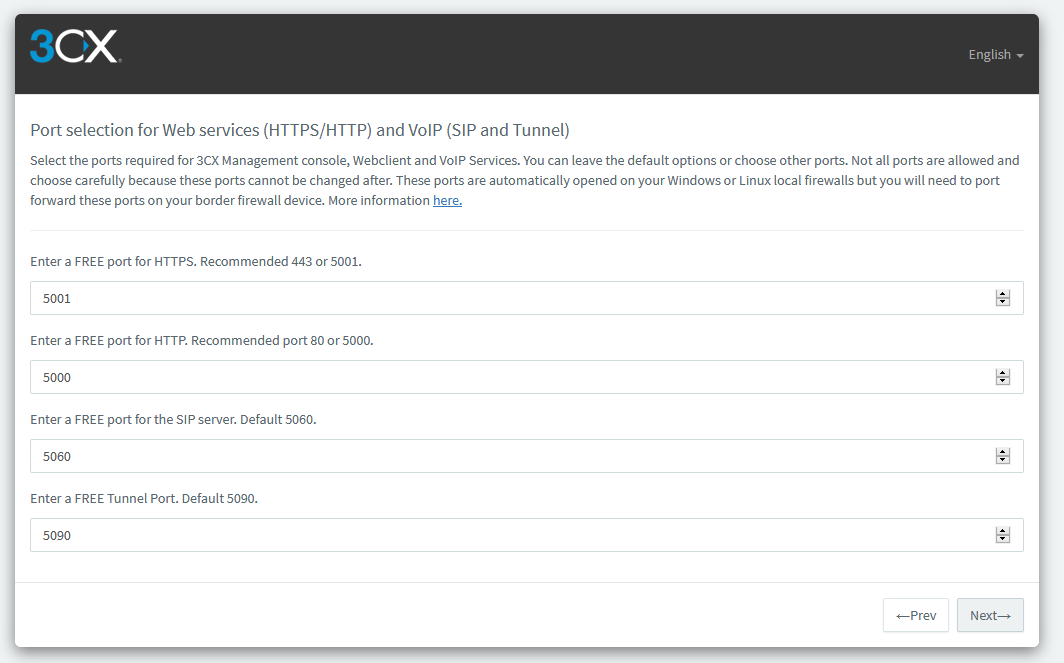 3CX
English
Port selection for Web services (HTTPS/HTTP) and VoIP (SIP and Tunnel)
Select the ports required for 3CX Management console, Webclient and VoIP Services. You can leave the default options or choose other ports. Not all ports are allowed and
choose carefully because these ports cannot be changed after. These ports are automatically opened on your Windows or Linux local firewalls but you will need to port
forward these ports on your border firewall device. More information here.
Enter a FREE port for HTTPS. Recommended 443 or 5001.
5001
Enter a FREE port for HTTP. Recommended port 80 or 5000.
5000
Enter a FREE port for the SIP server. Default 5060.
5060
Enter a FREE Tunnel Port. Default 5090.
5090
←Prev
Next→